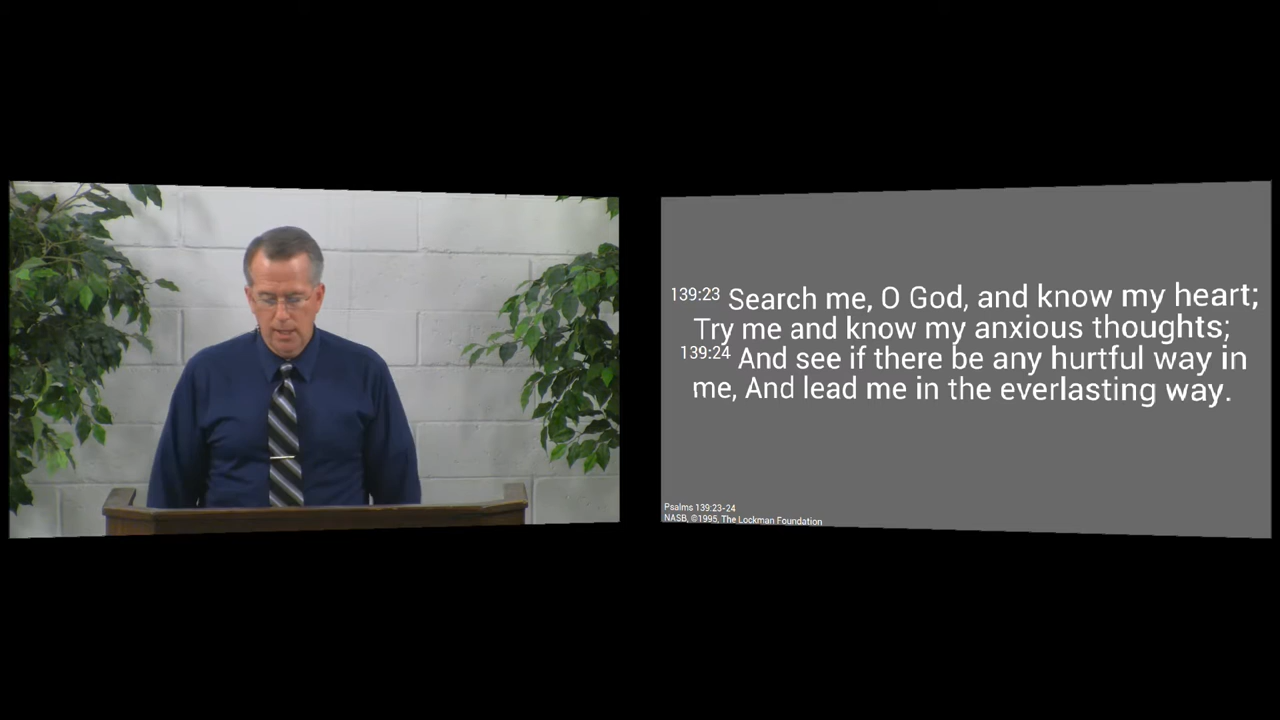 139:23 Search me, O God, and know my heart;
Try me and know my anxious thoughts;
139:24 And see if there be any hurtful way in
me, And lead me in the everlasting way.
Psalms 139:23-24
NASB, ©1995, The Lockman Foundation